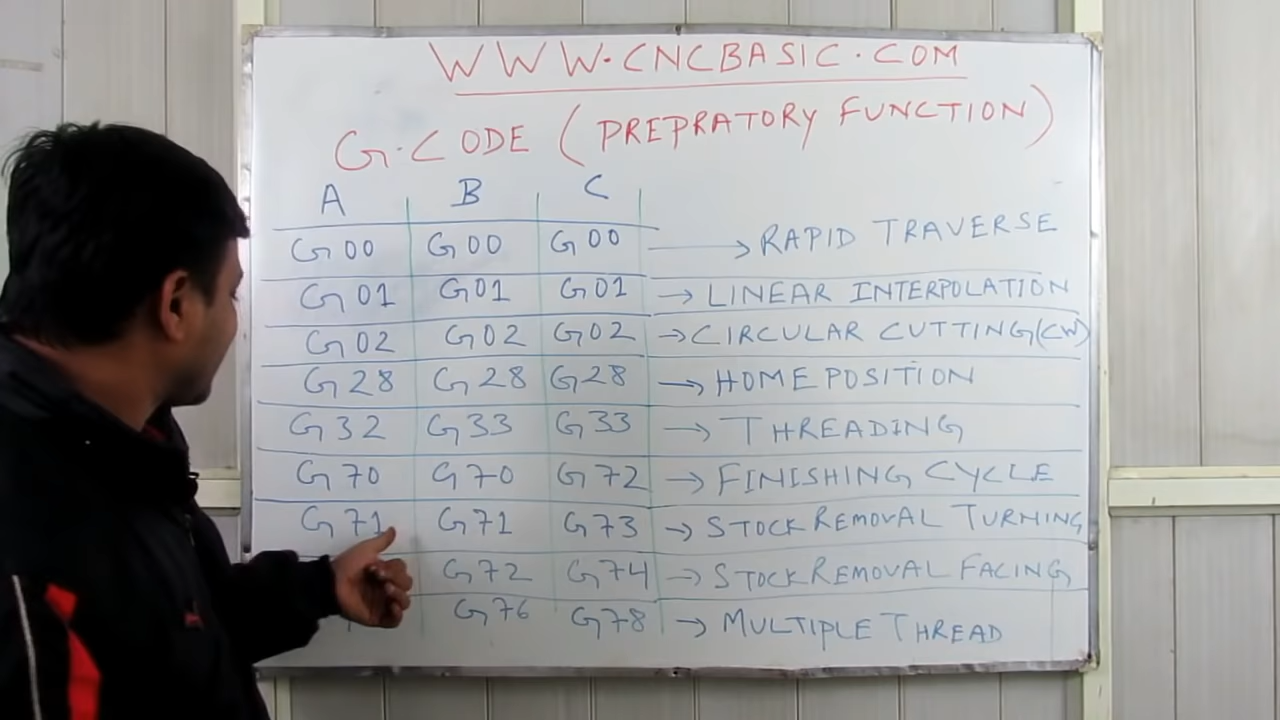 WWW.CNCBASIC.COM
G.CODE (PREPRATORY FUNCTION)
A B C
G00 G00 G00 → RAPID TRAVERSE
G01 G01 G01 → LINEAR INTERPOLATION
G02 G02 G02 → CIRCULAR CUTTING (CW)
G28 G28 G28 → HOME POSITION
G32 G33 G33 → THREADING
G70 G70 G72 → FINISHING CYCLE
G71 G71 G73 → STOCK REMOVAL TURNING
G72 G74 → STOCK REMOVAL FACING
G76 G78 → MULTIPLE THREAD